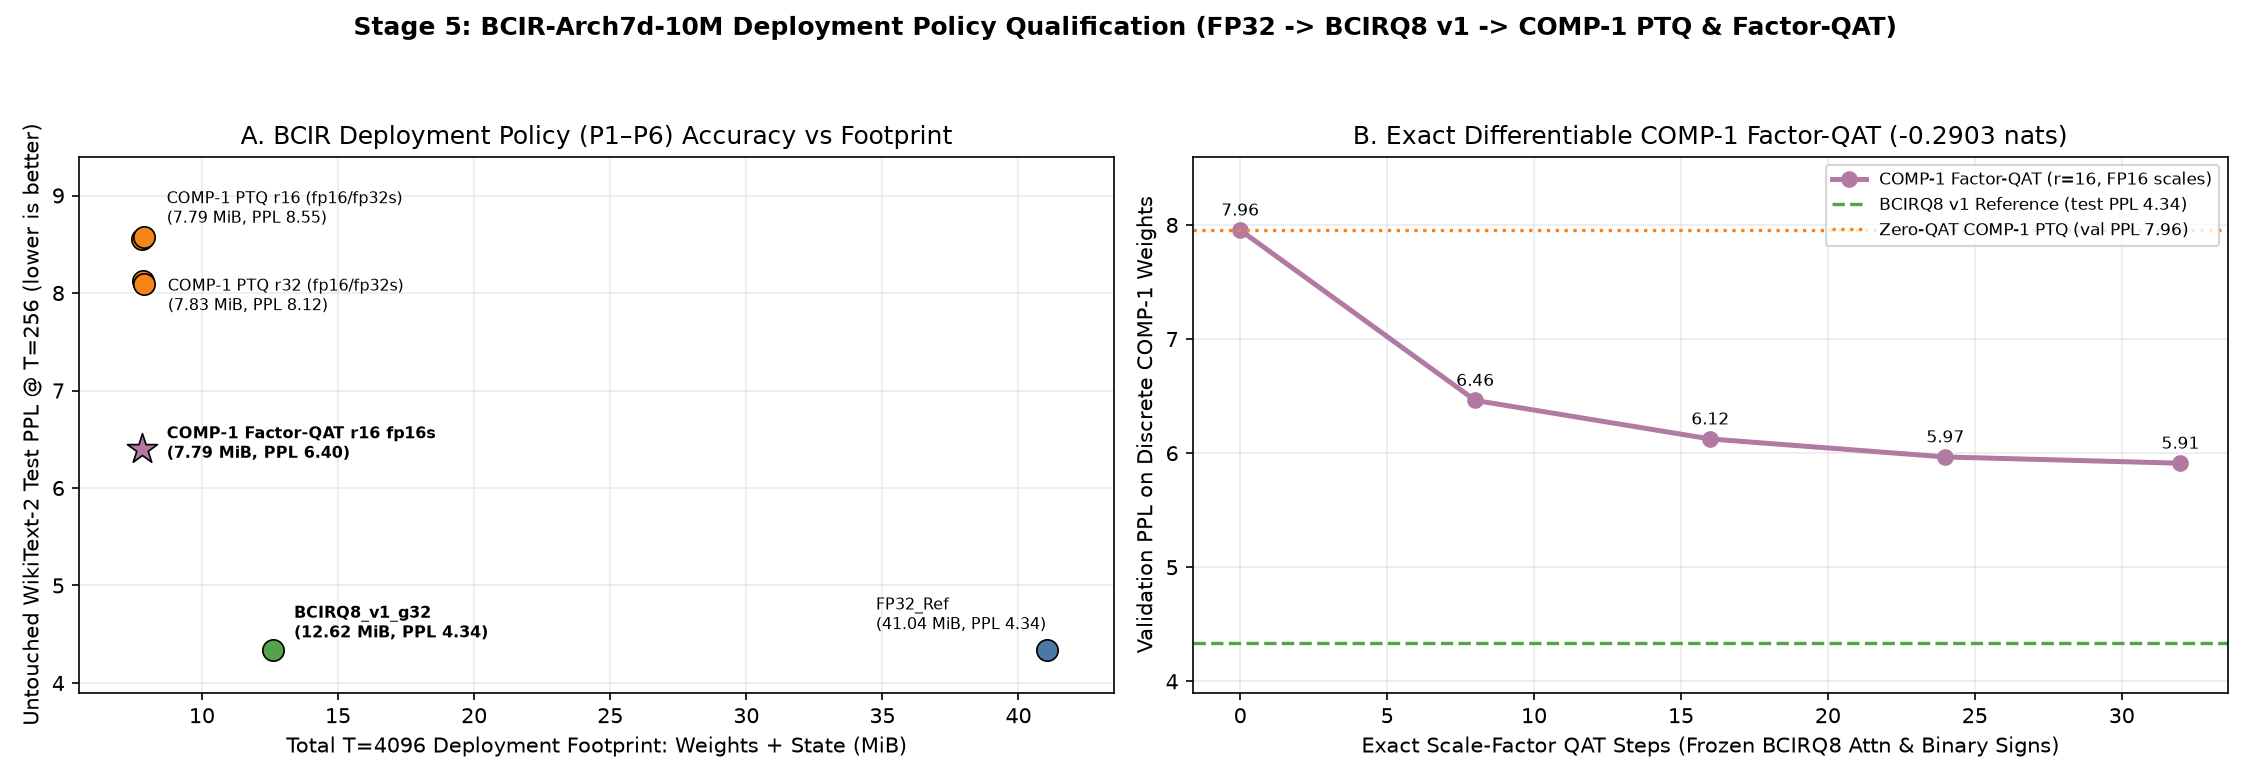 Stage 5: BCIR-Arch7d-10M Deployment Policy Qualification (FP32 -> BCIRQ8 v1 -> COMP-1 PTQ & Factor-QAT)
A. BCIR Deployment Policy (P1–P6) Accuracy vs Footprint
Untouched WikiText-2 Test PPL @ T=256 (lower is better)
9
8
7
6
5
4
COMP-1 PTQ r16 (fp16/fp32s)
(7.79 MiB, PPL 8.55)
COMP-1 PTQ r32 (fp16/fp32s)
(7.83 MiB, PPL 8.12)
COMP-1 Factor-QAT r16 fp16s
(7.79 MiB, PPL 6.40)
BCIRQ8_v1_g32
(12.62 MiB, PPL 4.34)
FP32_Ref
(41.04 MiB, PPL 4.34)
10 15 20 25 30 35 40
Total T=4096 Deployment Footprint: Weights + State (MiB)
B. Exact Differentiable COMP-1 Factor-QAT (-0.2903 nats)
Validation PPL on Discrete COMP-1 Weights
8
7
6
5
4
COMP-1 Factor-QAT (r=16, FP16 scales)
BCIRQ8 v1 Reference (test PPL 4.34)
Zero-QAT COMP-1 PTQ (val PPL 7.96)
7.96
6.46
6.12
5.97
5.91
0 5 10 15 20 25 30
Exact Scale-Factor QAT Steps (Frozen BCIRQ8 Attn & Binary Signs)